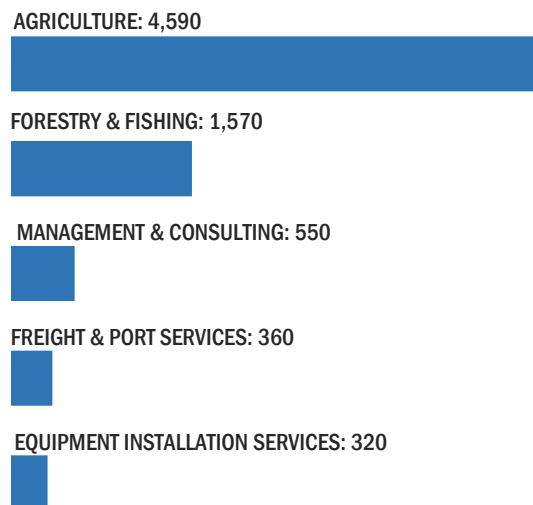 AGRICULTURE: 4,590
FORESTRY & FISHING: 1,570
MANAGEMENT & CONSULTING: 550
FREIGHT & PORT SERVICES: 360
EQUIPMENT INSTALLATION SERVICES: 320